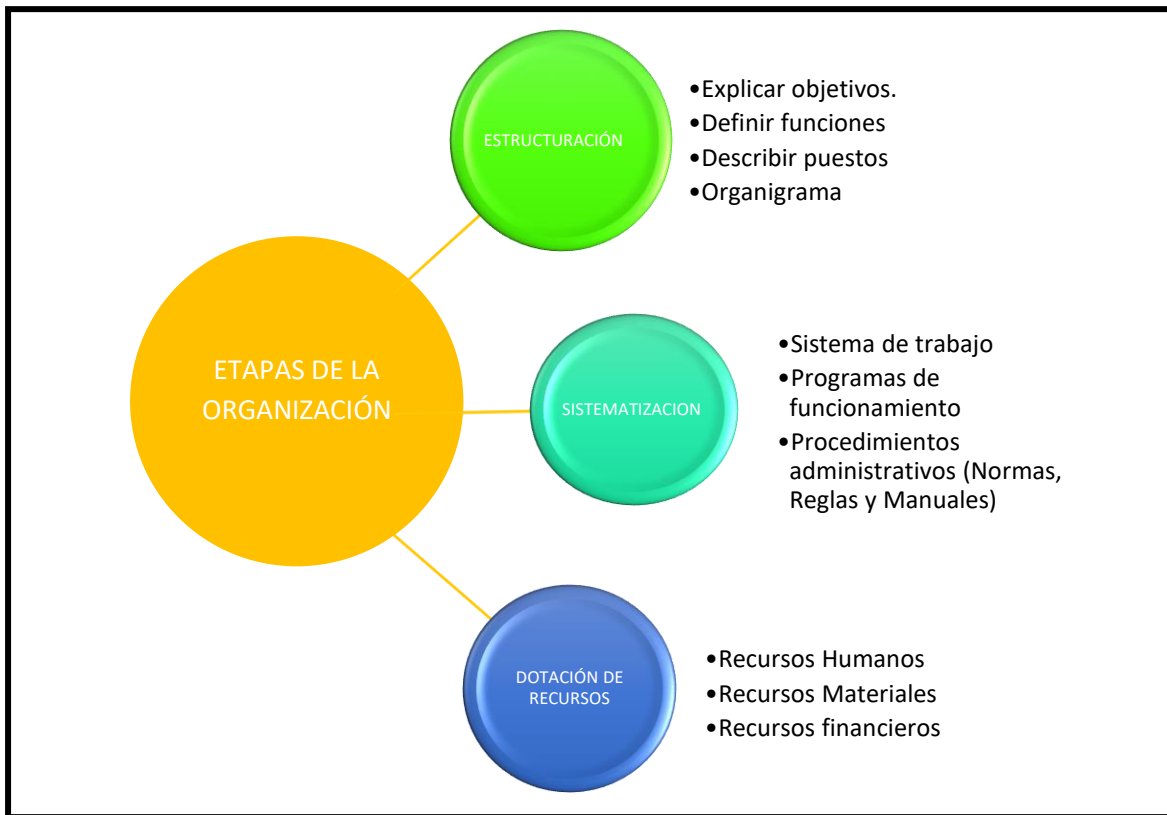 ESTRUCTURACIÓN
•Explicar objetivos.
•Definir funciones
•Describir puestos
•Organigrama
ETAPAS DE LA
ORGANIZACIÓN
SISTEMATIZACION
•Sistema de trabajo
•Programas de
funcionamiento
•Procedimientos
administrativos (Normas,
Reglas y Manuales)
DOTACIÓN DE
RECURSOS
•Recursos Humanos
•Recursos Materiales
•Recursos financieros